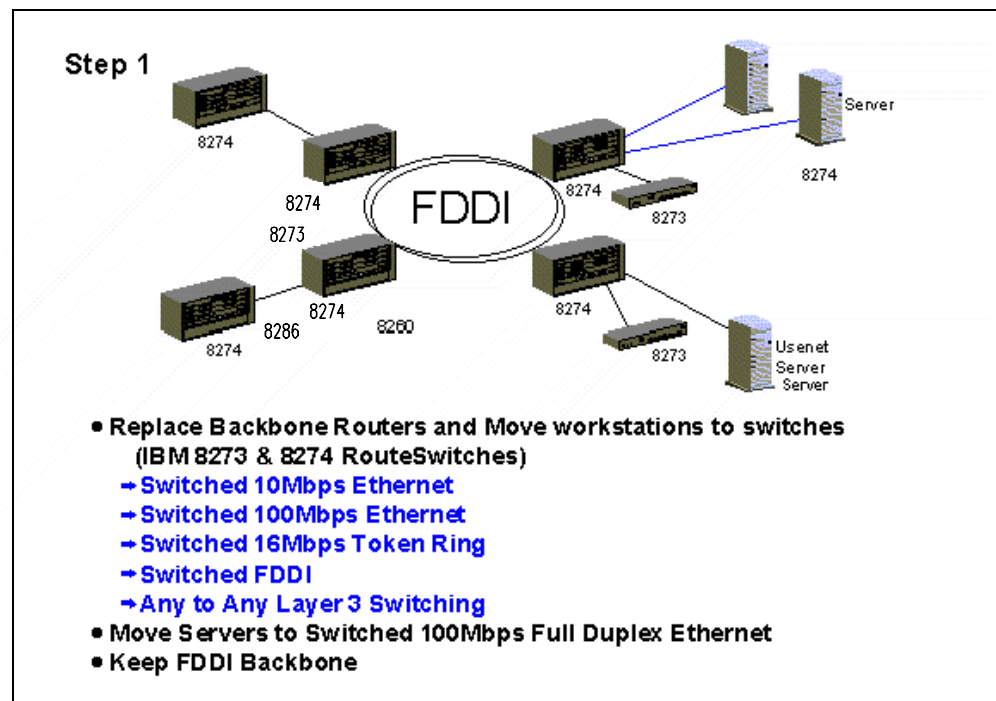 Step 1
Server
8274
8274
8274
8274
8273
8274
8273
FDDI
8274
8286
8274
8260
8274
8273
Usenet
Server
Server
• Replace Backbone Routers and Move workstations to switches
(IBM 8273 & 8274 RouteSwitches)
→ Switched 10Mbps Ethernet
→ Switched 100Mbps Ethernet
→ Switched 16Mbps Token Ring
→ Switched FDDI
→ Any to Any Layer 3 Switching
• Move Servers to Switched 100Mbps Full Duplex Ethernet
• Keep FDDI Backbone